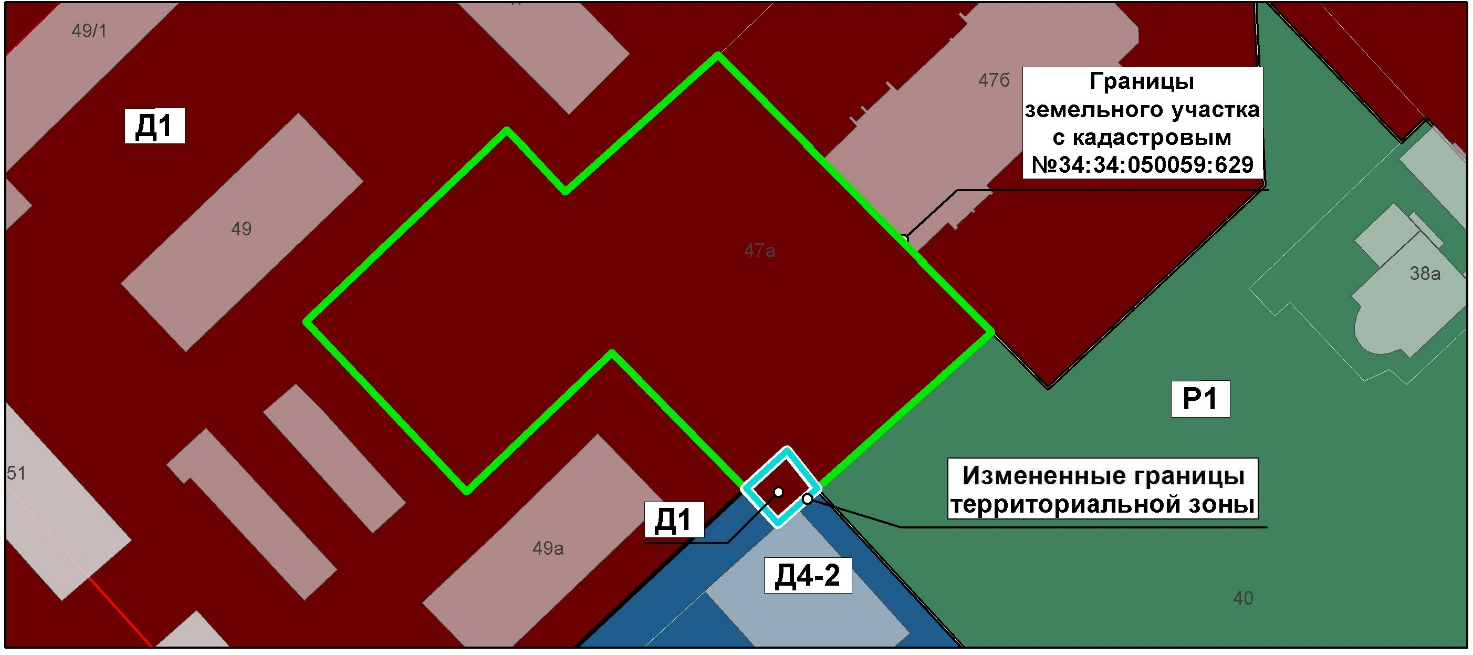 49/1
47б
Границы
земельного участка
с кадастровым
№34:34:050059:629
Д1
49
47а
38а
Р1
51
Измененные границы
территориальной зоны
Д1
49а
Д4-2
40